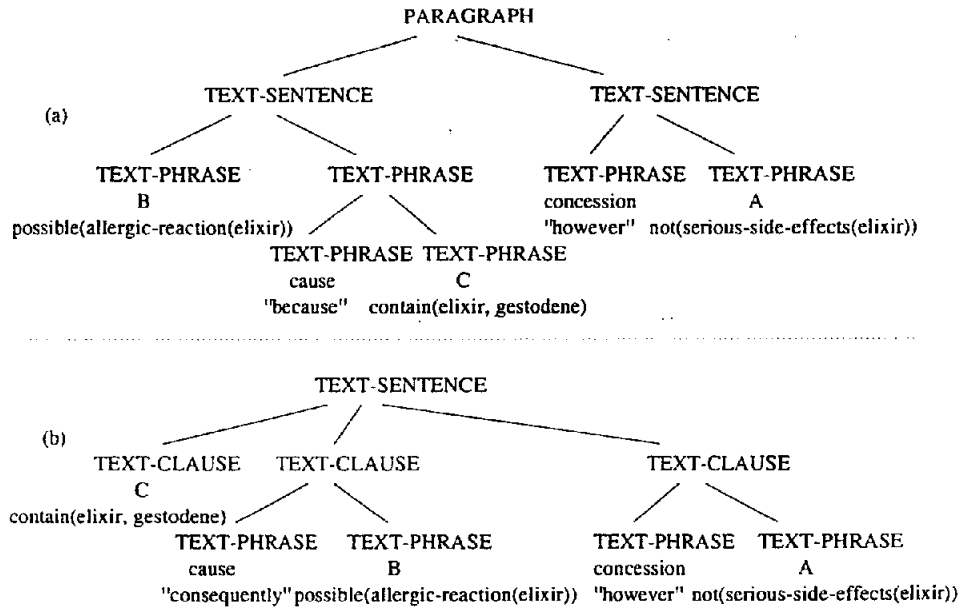 PARAGRAPH
TEXT-SENTENCE TEXT-SENTENCE
(a)
TEXT-PHRASE TEXT-PHRASE TEXT-PHRASE TEXT-PHRASE
B concession A
possible(allergic-reaction(elixir)) "however" not(serious-side-effects(elixir))
TEXT-PHRASE TEXT-PHRASE
cause C
"because" contain(elixir, gestodene)
TEXT-SENTENCE
(b)
TEXT-CLAUSE TEXT-CLAUSE TEXT-CLAUSE
C
contain(elixir, gestodene)
TEXT-PHRASE TEXT-PHRASE TEXT-PHRASE TEXT-PHRASE
cause B concession A
"consequently" possible(allergic-reaction(elixir)) "however" not(serious-side-effects(elixir))